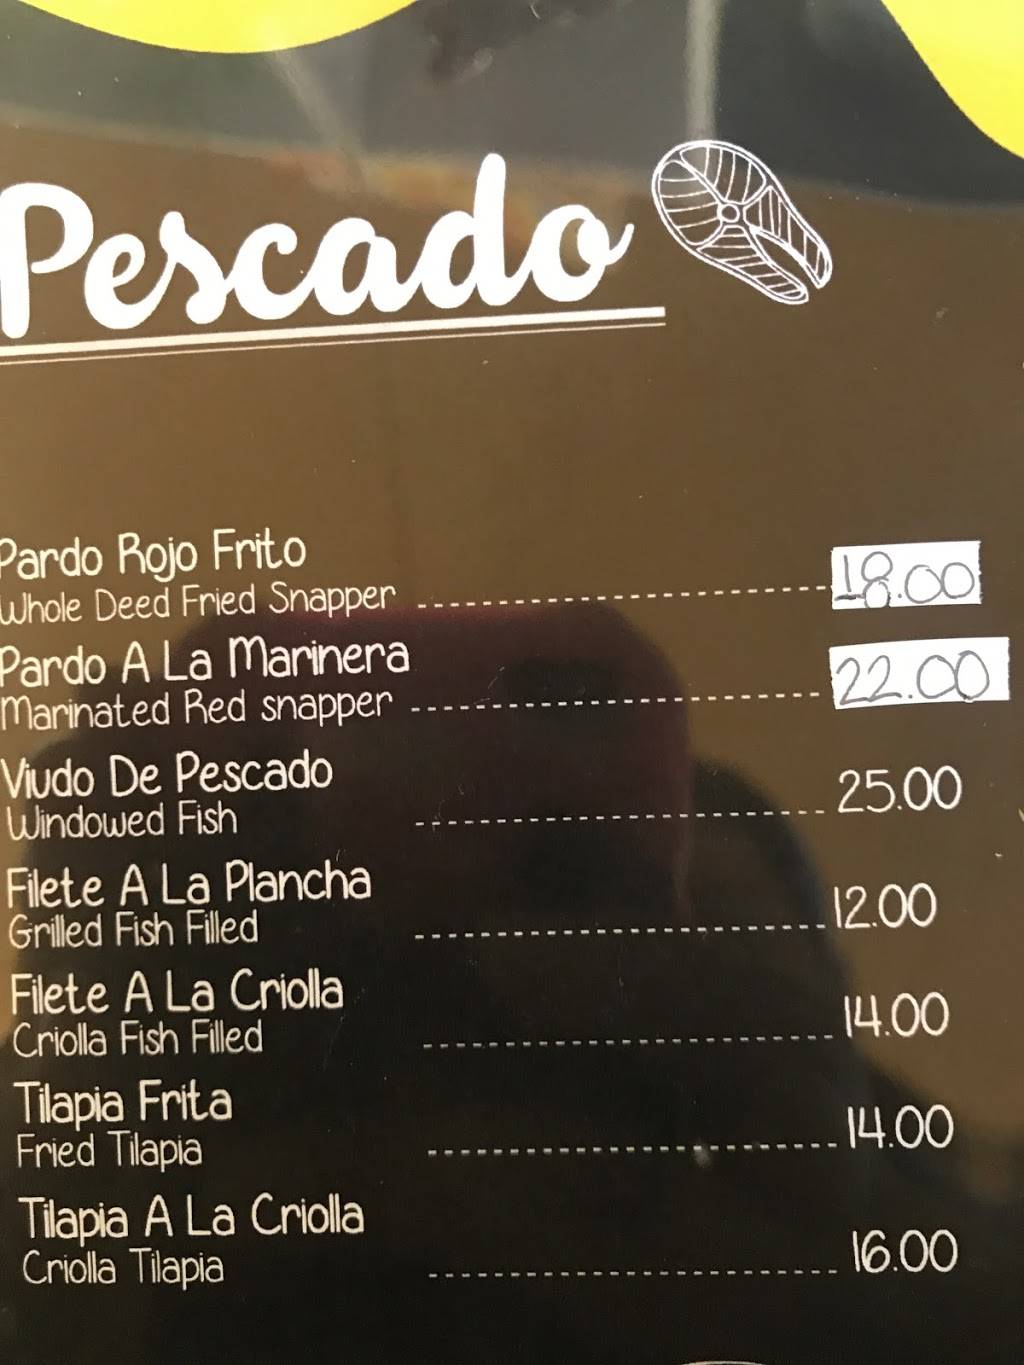 Pescado
Pardo Rojo Frito
Whole Deed Fried Snapper ---------- 18.00
Pardo A La Marinera
Marinated Red snapper ---------- 22.00
Viudo De Pescado
Windowed Fish ---------- 25.00
Filete A La Plancha
Grilled Fish Filled ---------- 12.00
Filete A La Criolla
Criolla Fish Filled ---------- 14.00
Tilapia Frita
Fried Tilapia ---------- 14.00
Tilapia A La Criolla
Criolla Tilapia ---------- 16.00